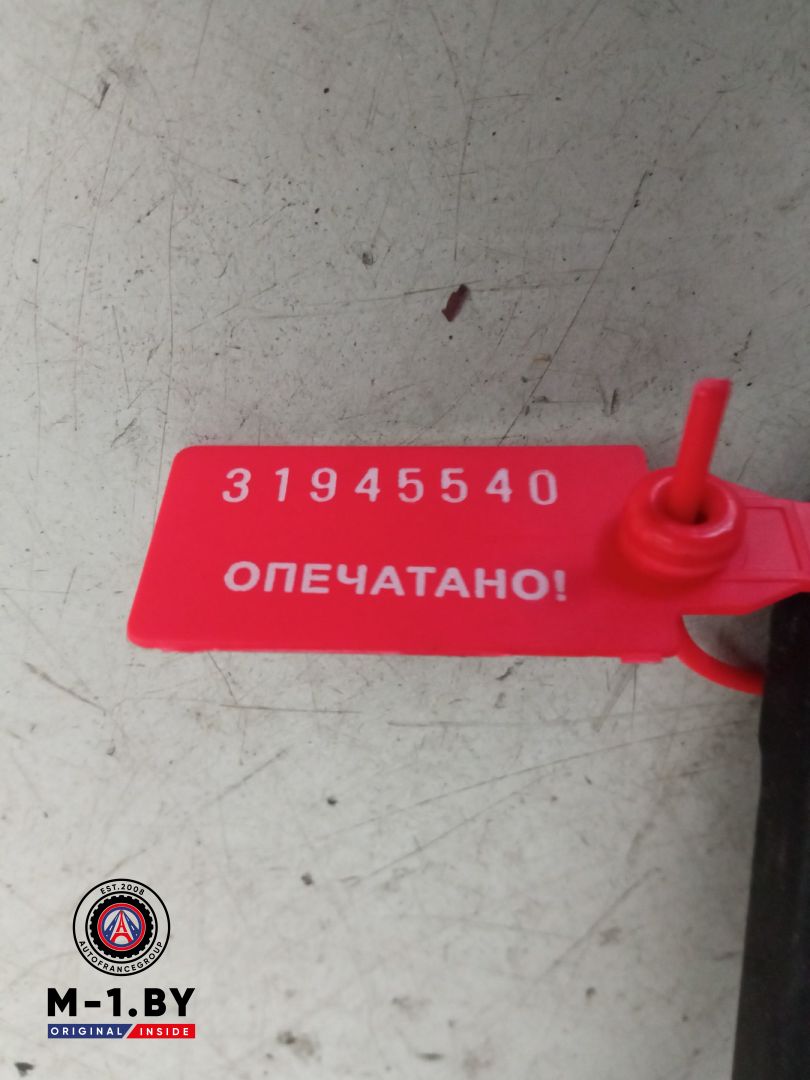 31945540
ОПЕЧАТАНО!
EST.2008
AUTOFRANCEGROUP
M-1.BY
ORIGINAL INSIDE